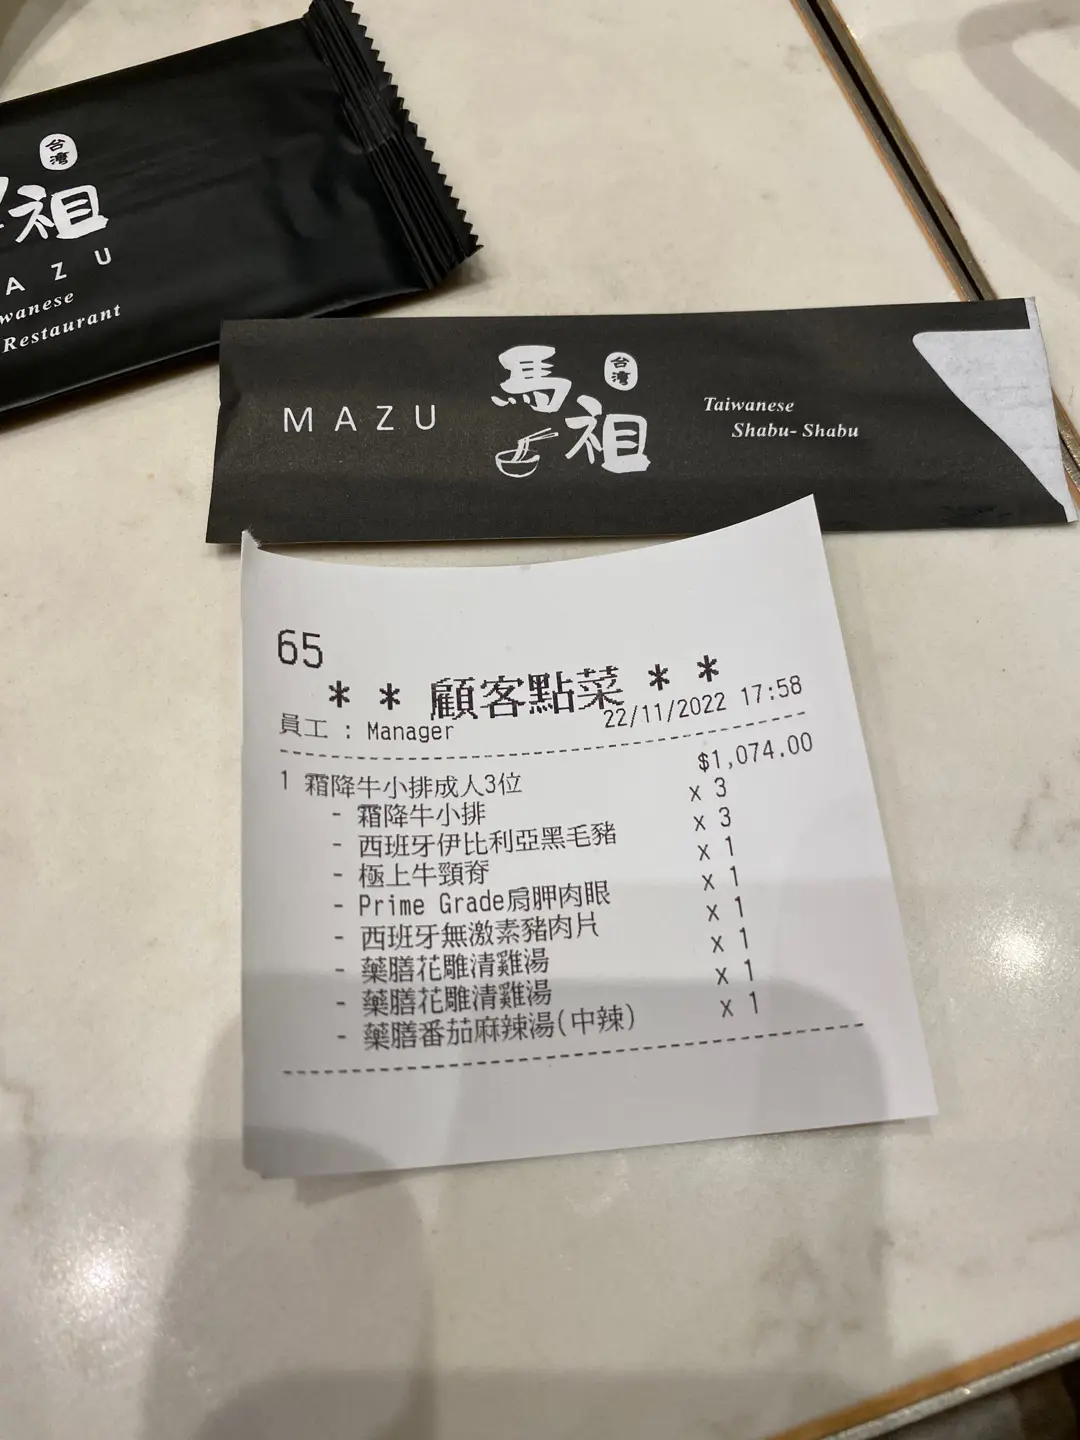 台湾
祖
AZU
wanese
Restaurant
MAZU
馬祖
台湾
Taiwanese
Shabu-Shabu
65
** 顧客點菜 **
員工 : Manager 22/11/2022 17:58
$1,074.00
1 霜降牛小排成人3位 x 3
- 霜降牛小排 x 3
- 西班牙伊比利亞黑毛豬 x 1
- 極上牛頸脊 x 1
- Prime Grade肩胛肉眼 x 1
- 西班牙無激素豬肉片 x 1
- 藥膳花雕清雞湯 x 1
- 藥膳花雕清雞湯 x 1
- 藥膳番茄麻辣湯(中辣)